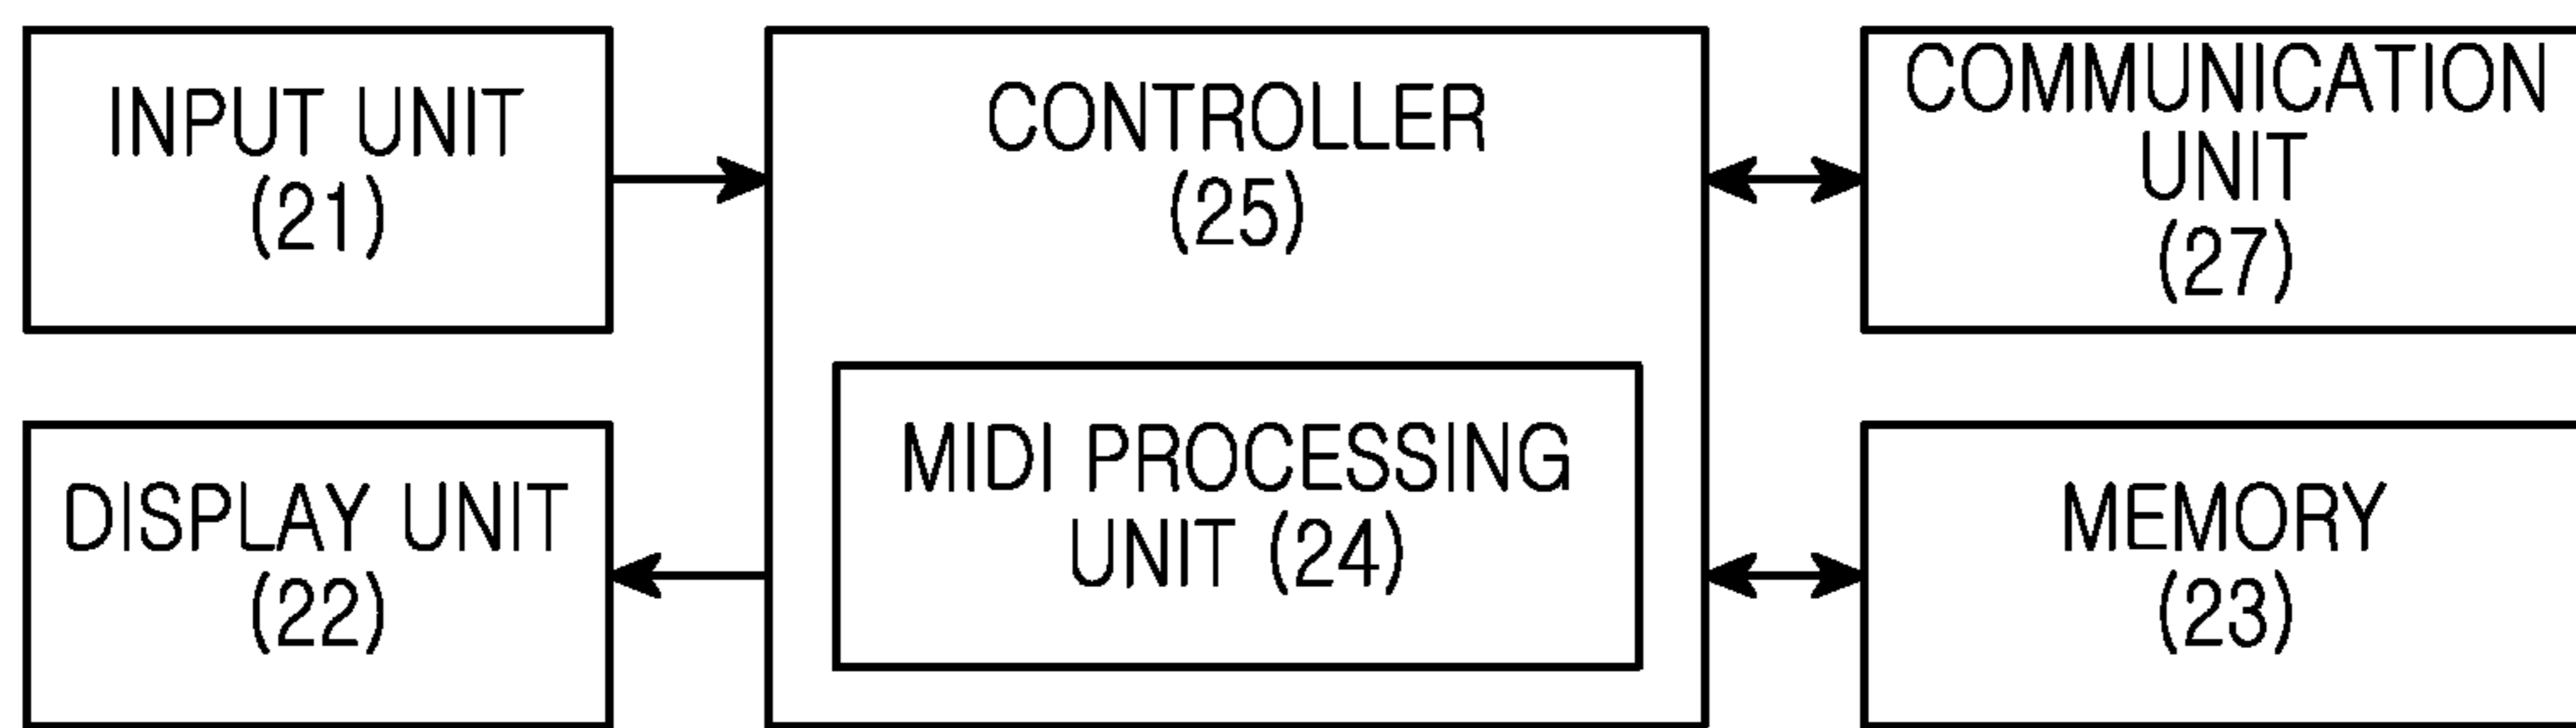 INPUT UNIT
(21)
CONTROLLER
(25)
COMMUNICATION
UNIT
(27)
DISPLAY UNIT
(22)
MIDI PROCESSING
UNIT (24)
MEMORY
(23)